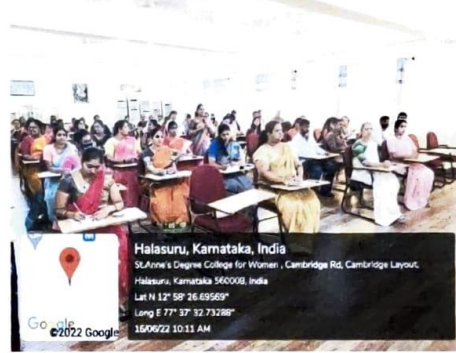 Halasuru, Karnataka, India
St.Anne's Degree College for Women , Cambridge Rd, Cambridge Layout,
Halasuru, Karnataka 560008, India
Lat N 12° 58' 26.69569"
Long E 77° 37' 32.73288"
16/06/22 10:11 AM
Google
©2022 Google